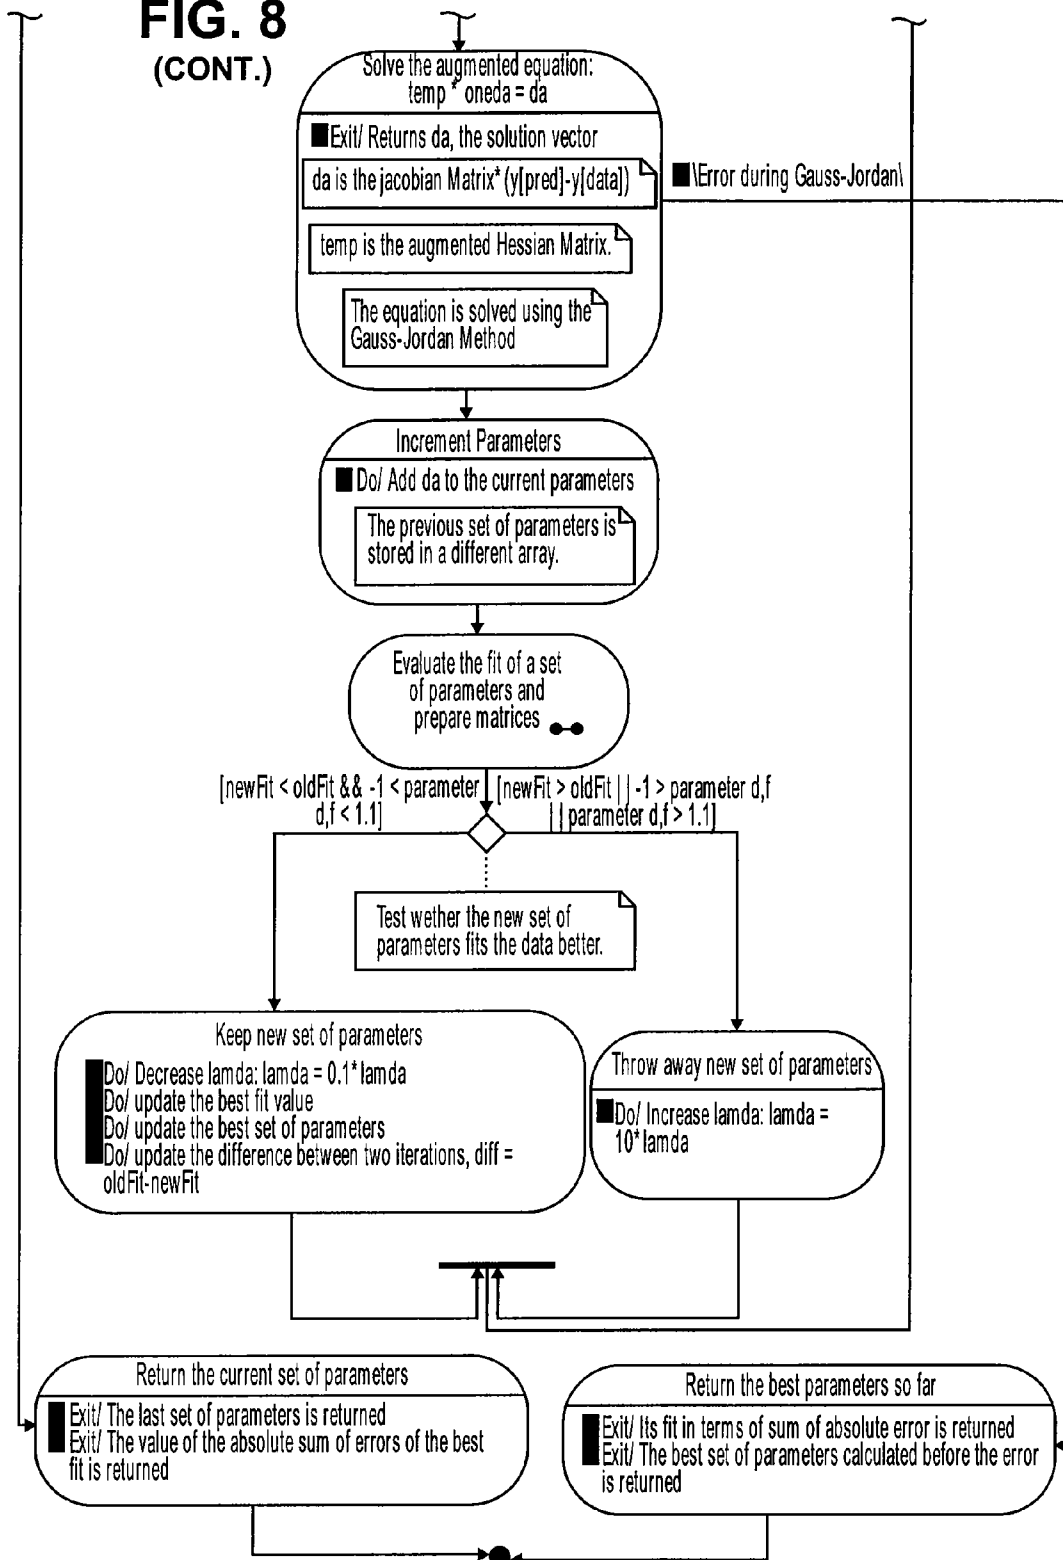 FIG. 8
(CONT.)
Solve the augmented equation:
temp * oneda = da
Exit/ Returns da, the solution vector
da is the jacobian Matrix* (y[pred]-y[data])
\Error during Gauss-Jordan\
temp is the augmented Hessian Matrix.
The equation is solved using the
Gauss-Jordan Method
Increment Parameters
Do/ Add da to the current parameters
The previous set of parameters is
stored in a different array.
Evaluate the fit of a set
of parameters and
prepare matrices
[newFit < oldFit && -1 < parameter
d,f < 1.1]
[newFit > oldFit || -1 > parameter d,f
|| parameter d,f > 1.1]
Test wether the new set of
parameters fits the data better.
Keep new set of parameters
Do/ Decrease lamda: lamda = 0.1* lamda
Do/ update the best fit value
Do/ update the best set of parameters
Do/ update the difference between two iterations, diff =
oldFit-newFit
Throw away new set of parameters
Do/ Increase lamda: lamda =
10* lamda
Return the current set of parameters
Exit/ The last set of parameters is returned
Exit/ The value of the absolute sum of errors of the best
fit is returned
Return the best parameters so far
Exit/ Its fit in terms of sum of absolute error is returned
Exit/ The best set of parameters calculated before the error
is returned